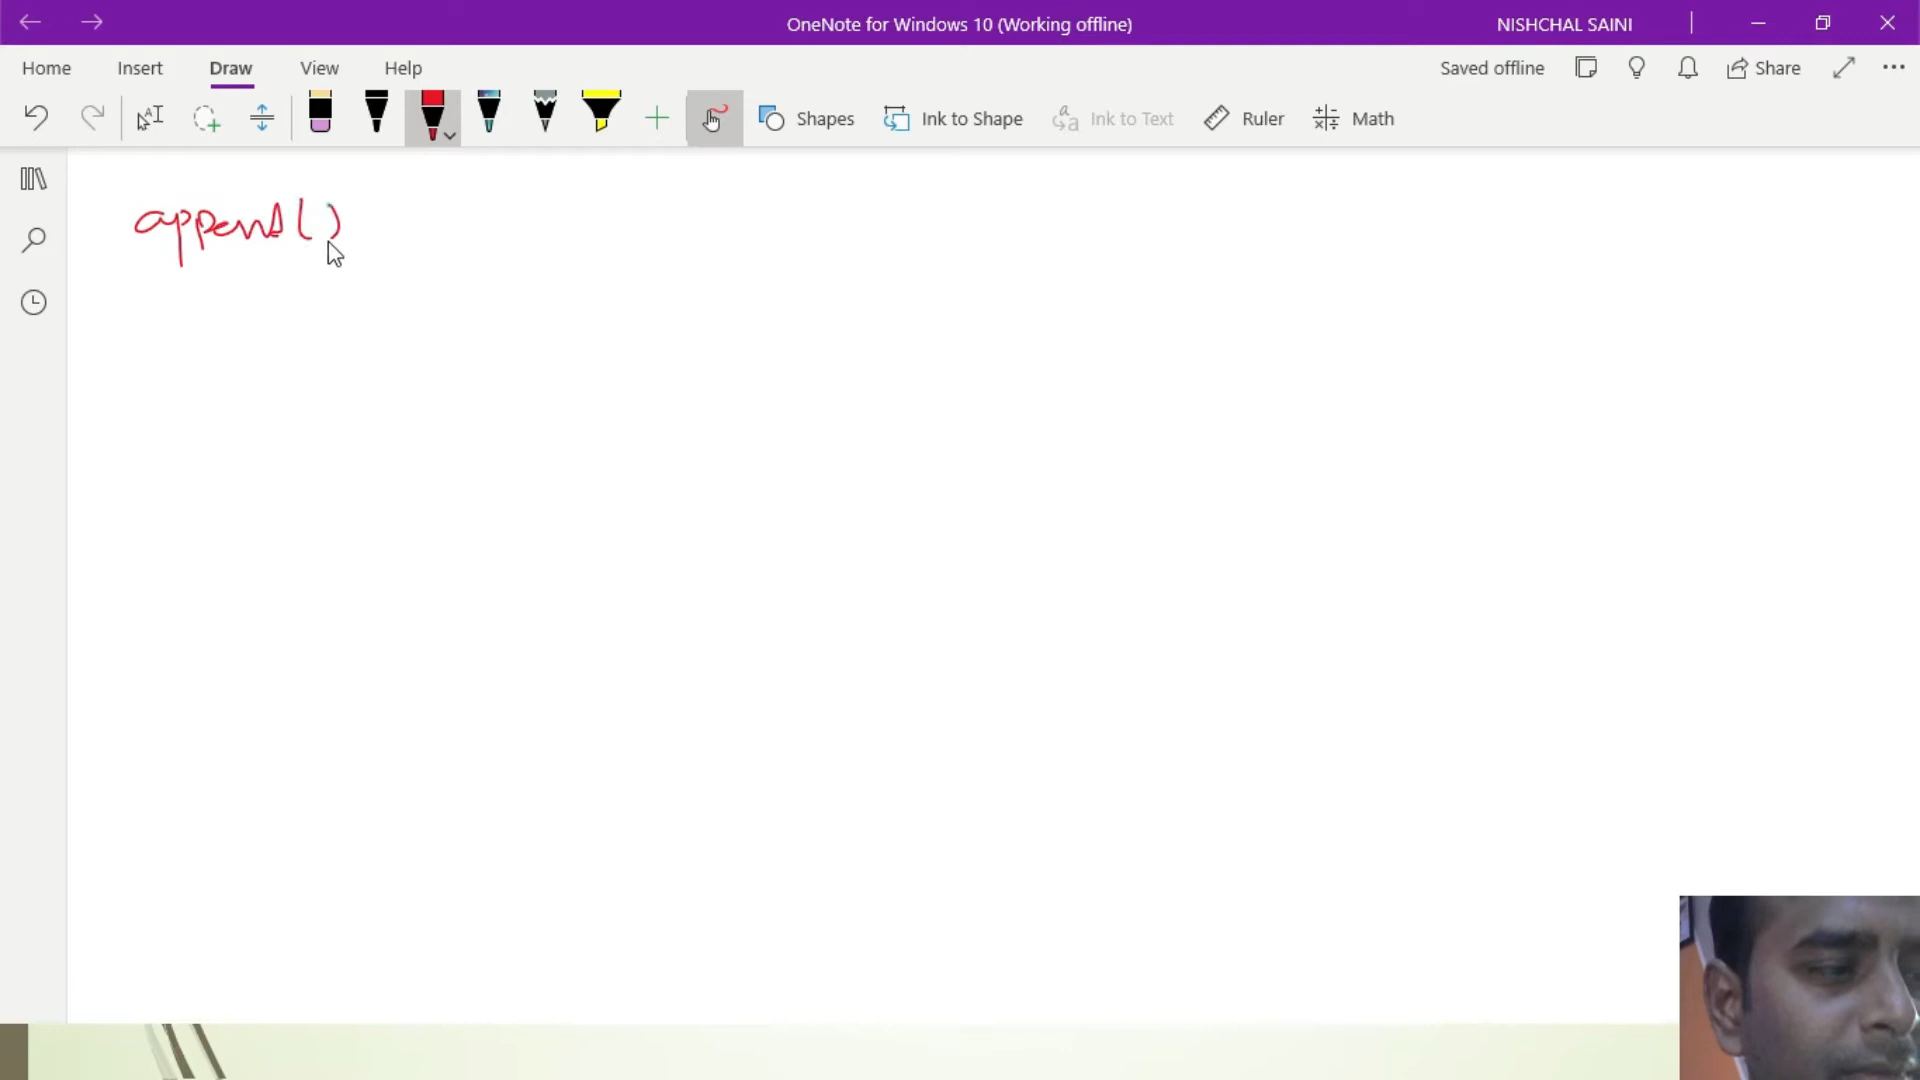 OneNote for Windows 10 (Working offline)
NISHCHAL SAINI
Home Insert Draw View Help
Saved offline
Share
Shapes
Ink to Shape
Ink to Text
Ruler
Math
append()